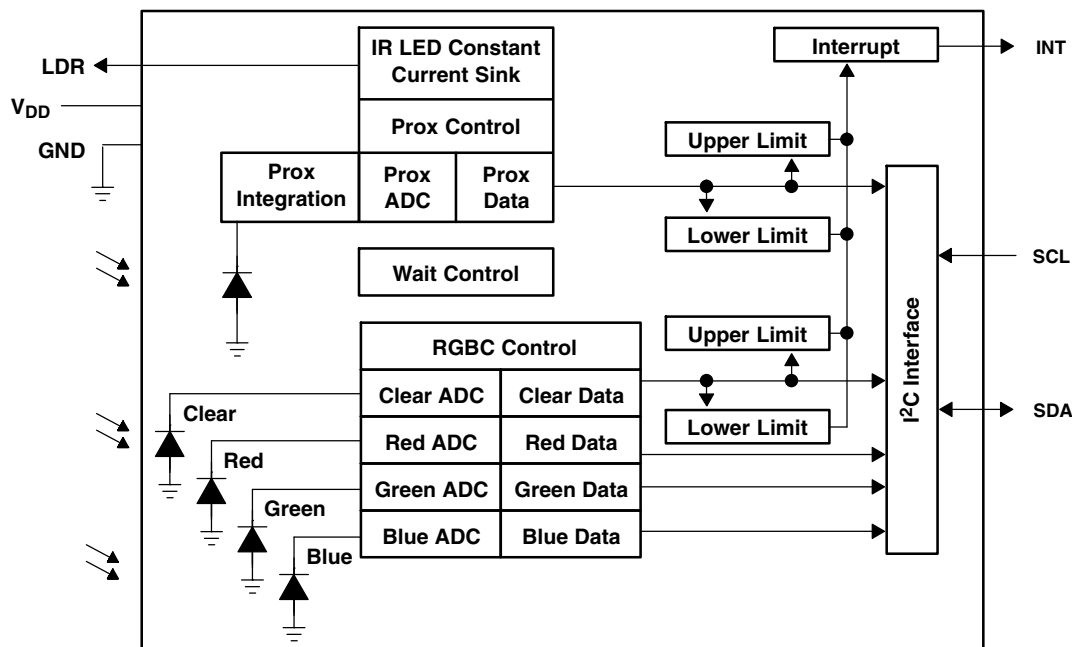 IR LED Constant
Current Sink
Interrupt
INT
LDR
VDD
Prox Control
Upper Limit
GND
Prox
Integration
Prox
ADC
Prox
Data
Lower Limit
SCL
Wait Control
Upper Limit
RGBC Control
I²C Interface
Clear ADC
Clear Data
Clear
Lower Limit
SDA
Red ADC
Red Data
Red
Green ADC
Green Data
Green
Blue ADC
Blue Data
Blue